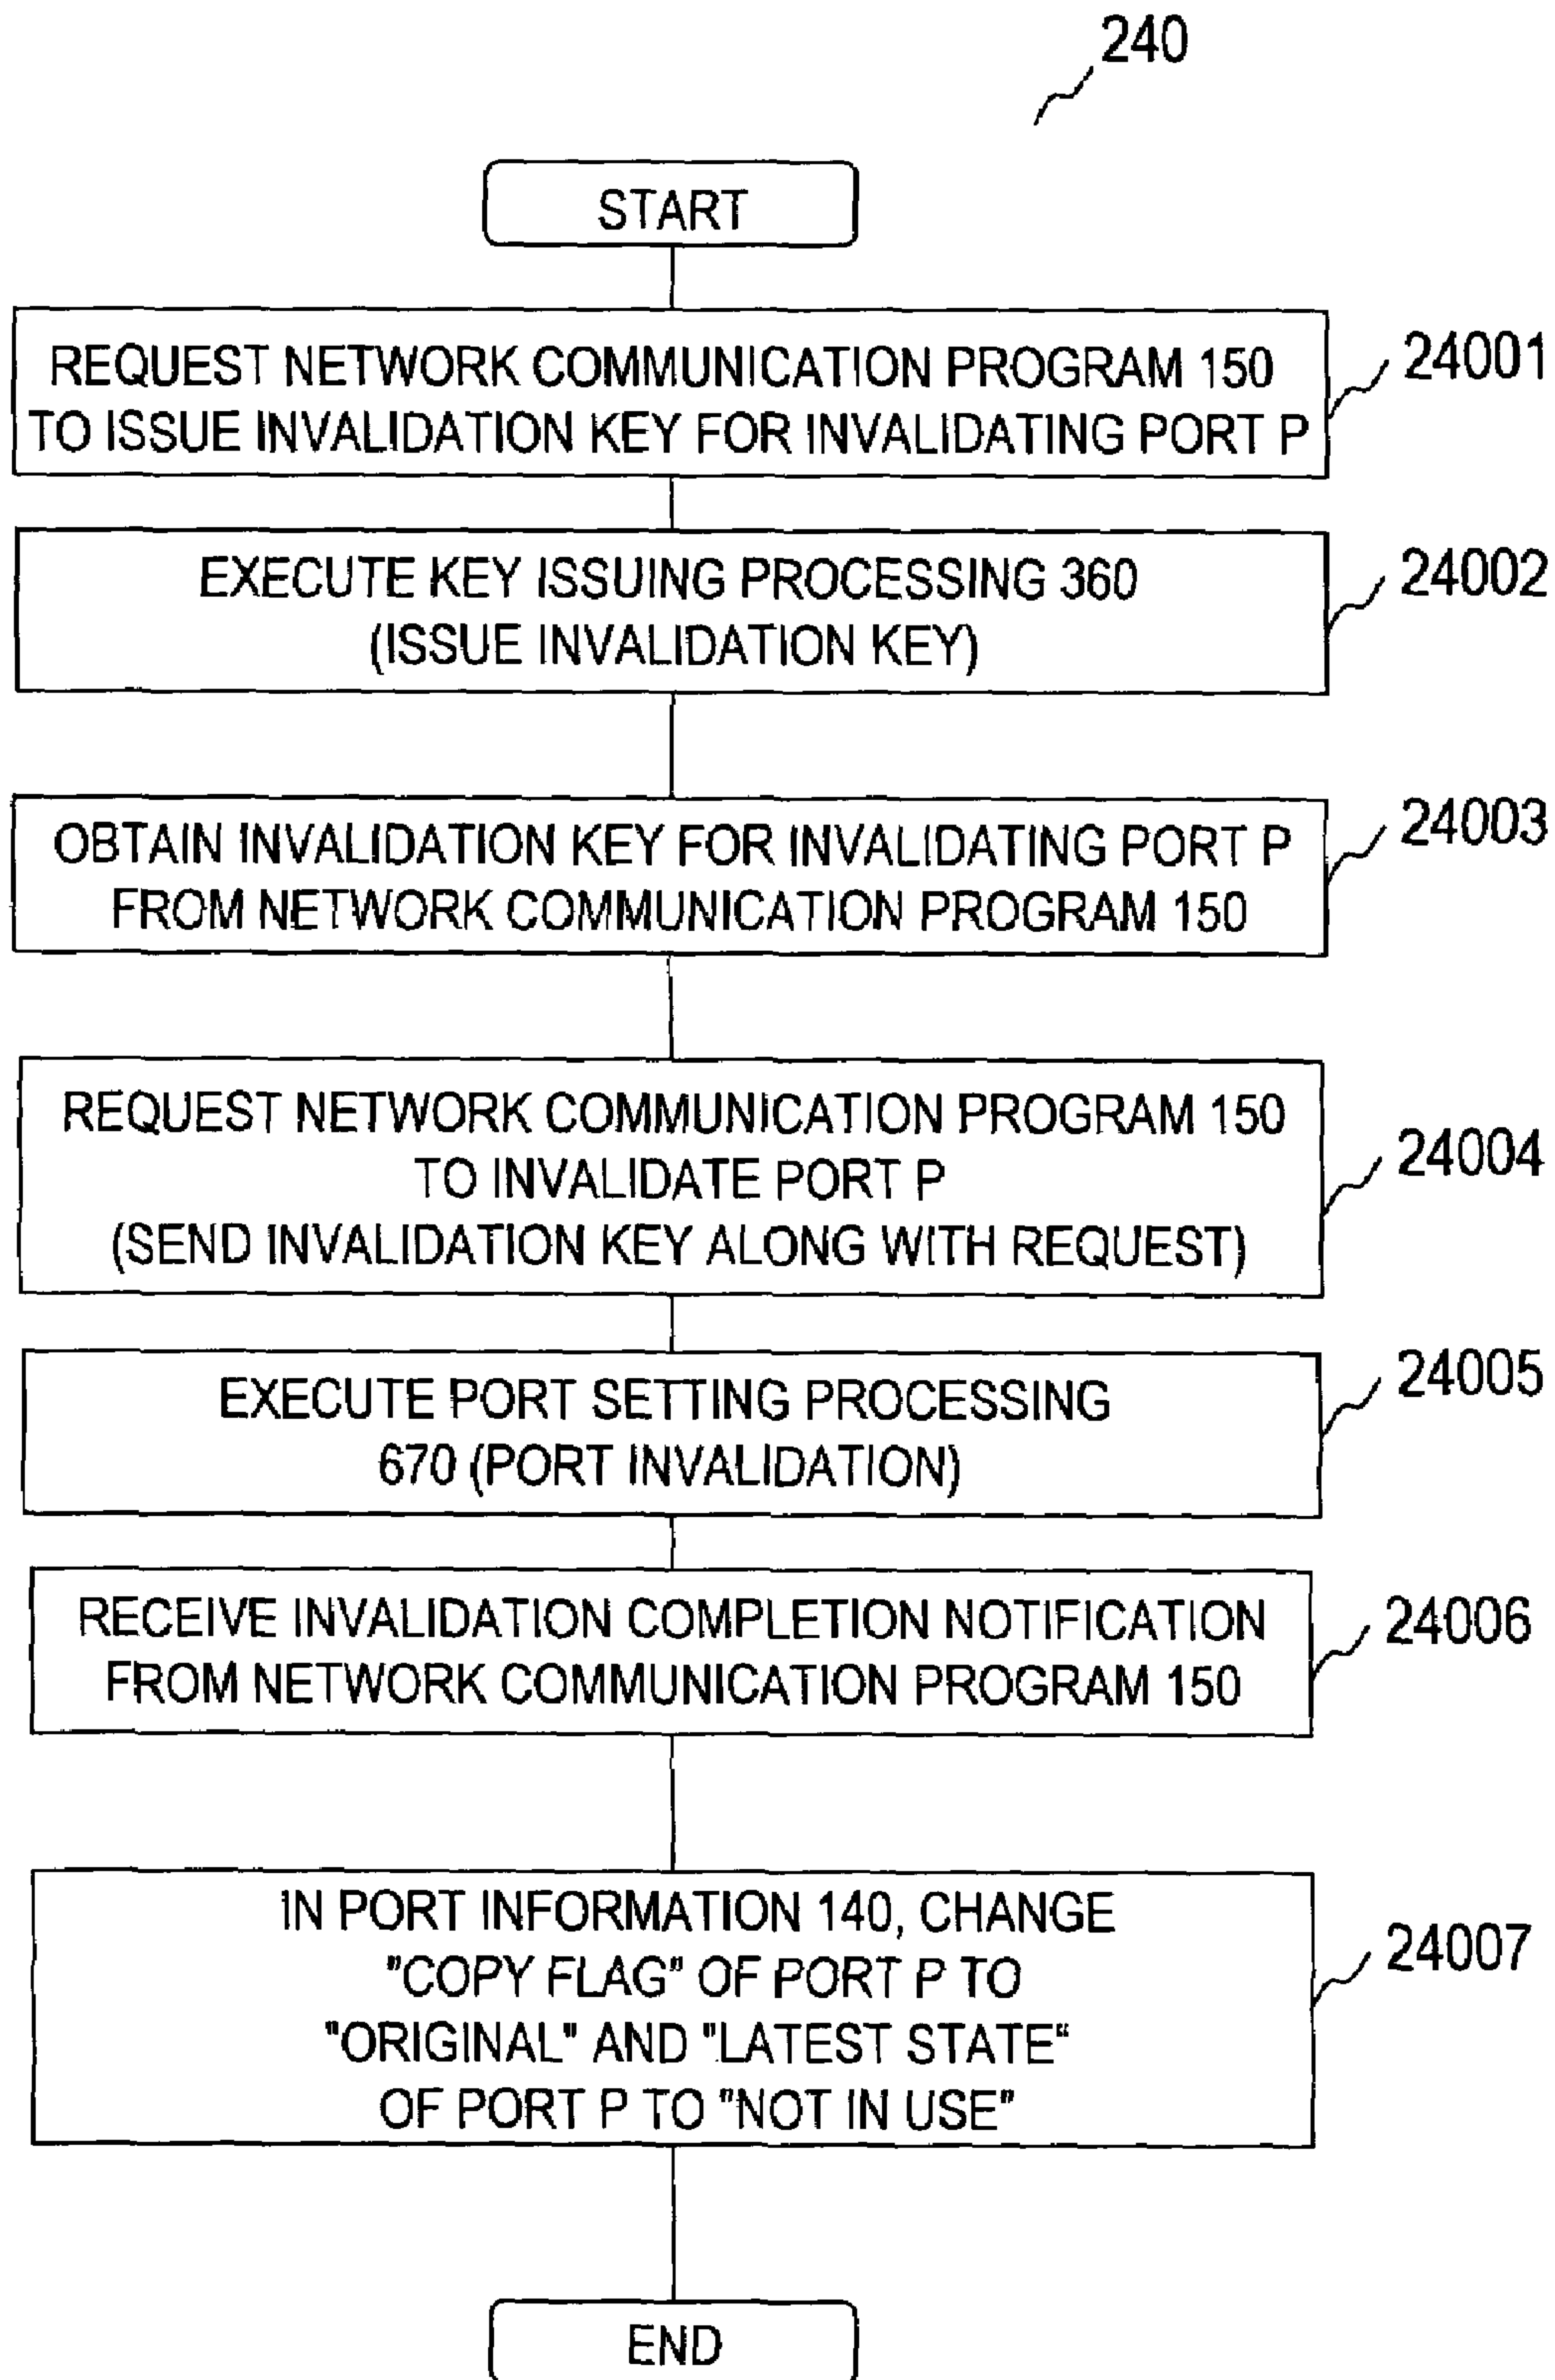 240
START
REQUEST NETWORK COMMUNICATION PROGRAM 150
TO ISSUE INVALIDATION KEY FOR INVALIDATING PORT P
24001
EXECUTE KEY ISSUING PROCESSING 360
(ISSUE INVALIDATION KEY)
24002
OBTAIN INVALIDATION KEY FOR INVALIDATING PORT P
FROM NETWORK COMMUNICATION PROGRAM 150
24003
REQUEST NETWORK COMMUNICATION PROGRAM 150
TO INVALIDATE PORT P
(SEND INVALIDATION KEY ALONG WITH REQUEST)
24004
EXECUTE PORT SETTING PROCESSING
670 (PORT INVALIDATION)
24005
RECEIVE INVALIDATION COMPLETION NOTIFICATION
FROM NETWORK COMMUNICATION PROGRAM 150
24006
IN PORT INFORMATION 140, CHANGE
"COPY FLAG" OF PORT P TO
"ORIGINAL" AND "LATEST STATE"
OF PORT P TO "NOT IN USE"
24007
END